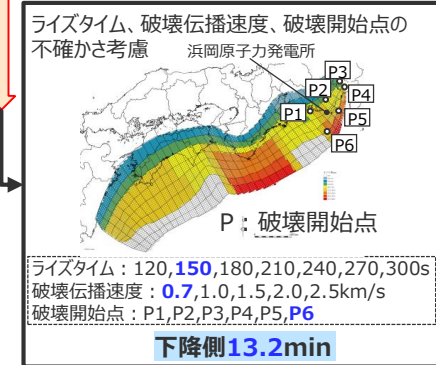 ライズタイム、破壊伝播速度、破壊開始点の
不確かさ考慮
浜岡原子力発電所
P3
P2
P4
P1
P5
P6
P：破壊開始点
ライズタイム：120,150,180,210,240,270,300s
破壊伝播速度：0.7,1.0,1.5,2.0,2.5km/s
破壊開始点：P1,P2,P3,P4,P5,P6
下降側13.2min